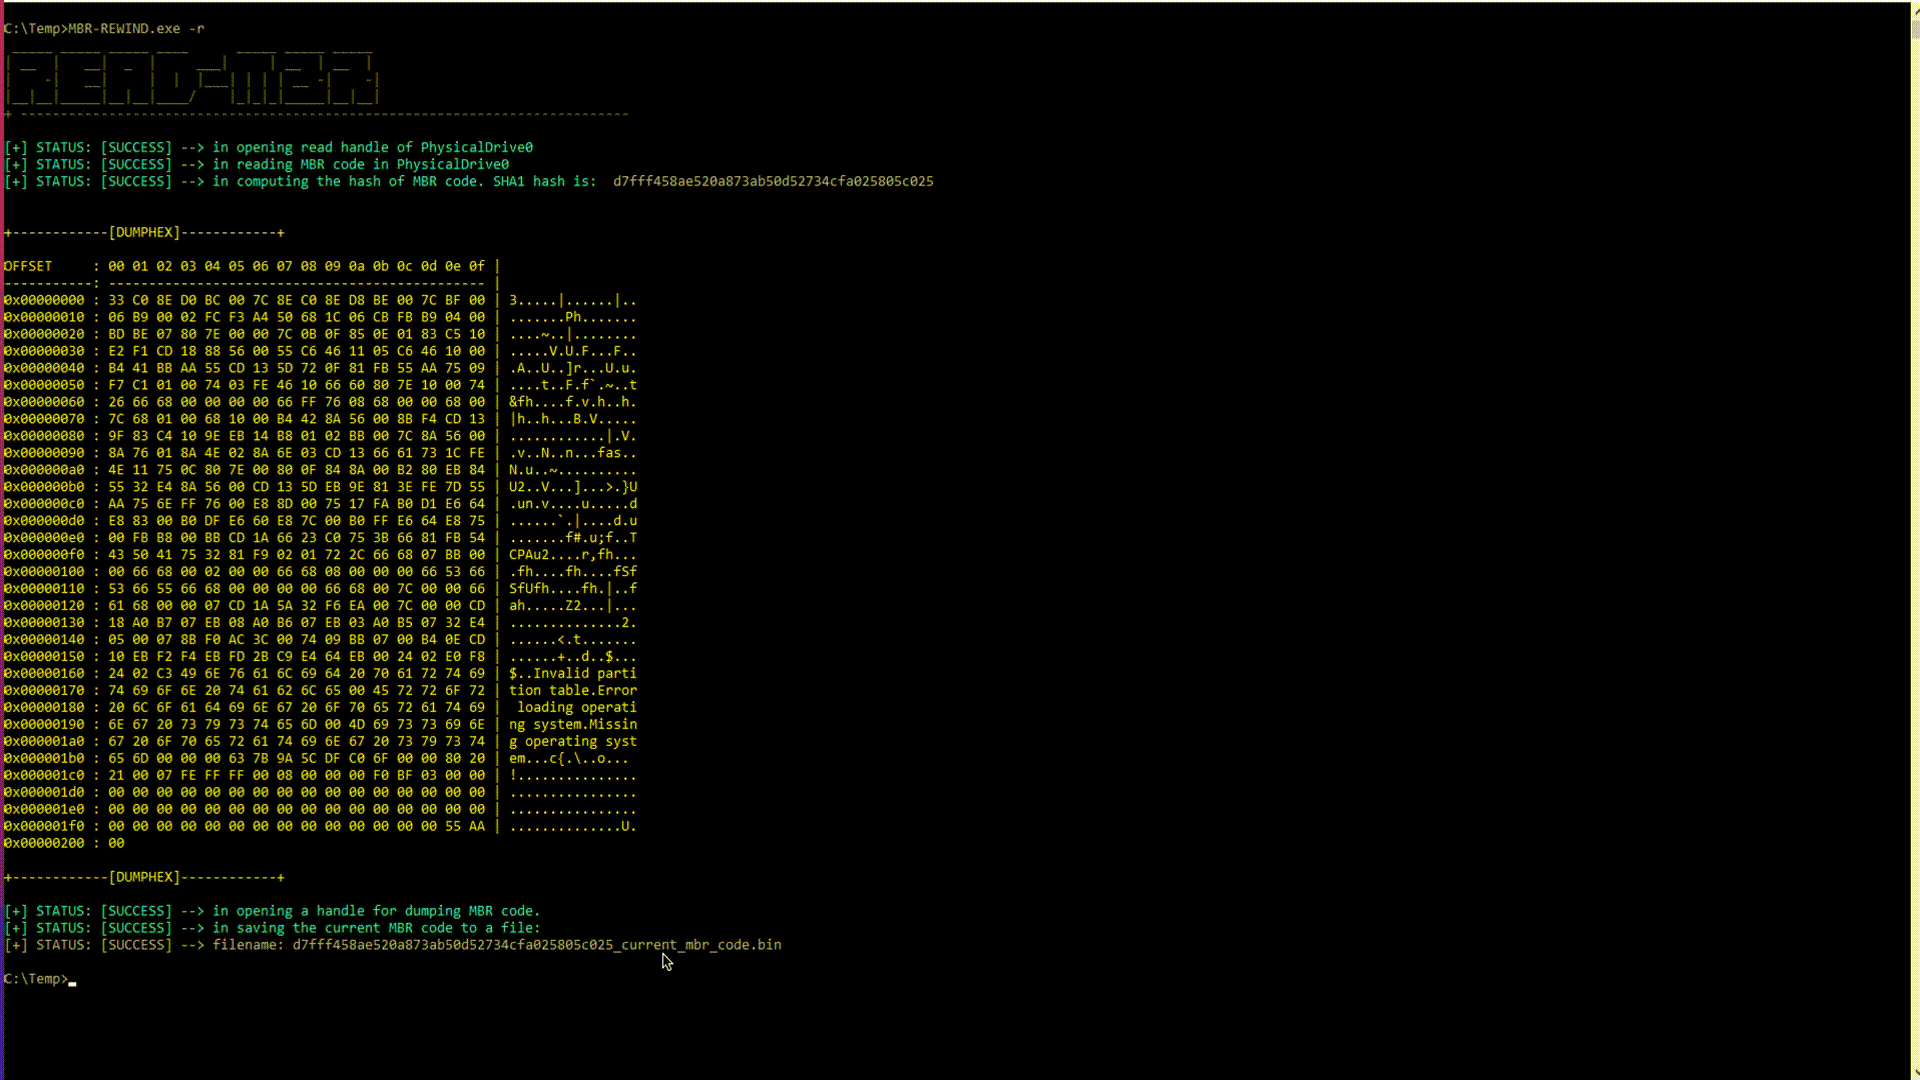 C:\Temp>MBR-REWIND.exe -r
READ-MBR
+ -----------------------------------------------------------------------------
[+] STATUS: [SUCCESS] --> in opening read handle of PhysicalDrive0
[+] STATUS: [SUCCESS] --> in reading MBR code in PhysicalDrive0
[+] STATUS: [SUCCESS] --> in computing the hash of MBR code. SHA1 hash is:  d7fff458ae520a873ab50d52734cfa025805c025
+------------[DUMPHEX]------------+
OFFSET     : 00 01 02 03 04 05 06 07 08 09 0a 0b 0c 0d 0e 0f |
-----------: ----------------------------------------------- |
0x00000000 : 33 C0 8E D0 BC 00 7C 8E C0 8E D8 BE 00 7C BF 00 | 3.....|......|..
0x00000010 : 06 B9 00 02 FC F3 A4 50 68 1C 06 CB FB B9 04 00 | .......Ph.......
0x00000020 : BD BE 07 80 7E 00 00 7C 0B 0F 85 0E 01 83 C5 10 | ....~..|........
0x00000030 : E2 F1 CD 18 88 56 00 55 C6 46 11 05 C6 46 10 00 | .....V.U.F...F..
0x00000040 : B4 41 BB AA 55 CD 13 5D 72 0F 81 FB 55 AA 75 09 | .A..U..]r...U.u.
0x00000050 : F7 C1 01 00 74 03 FE 46 10 66 60 80 7E 10 00 74 | ....t..F.f`.~..t
0x00000060 : 26 66 68 00 00 00 00 66 FF 76 08 68 00 00 68 00 | &fh....f.v.h..h.
0x00000070 : 7C 68 01 00 68 10 00 B4 42 8A 56 00 8B F4 CD 13 | |h..h...B.V.....
0x00000080 : 9F 83 C4 10 9E EB 14 B8 01 02 BB 00 7C 8A 56 00 | ............|.V.
0x00000090 : 8A 76 01 8A 4E 02 8A 6E 03 CD 13 66 61 73 1C FE | .v..N..n...fas..
0x000000a0 : 4E 11 75 0C 80 7E 00 80 0F 84 8A 00 B2 80 EB 84 | N.u..~..........
0x000000b0 : 55 32 E4 8A 56 00 CD 13 5D EB 9E 81 3E FE 7D 55 | U2..V...]...>.}U
0x000000c0 : AA 75 6E FF 76 00 E8 8D 00 75 17 FA B0 D1 E6 64 | .un.v....u.....d
0x000000d0 : E8 83 00 B0 DF E6 60 E8 7C 00 B0 FF E6 64 E8 75 | ......`.|....d.u
0x000000e0 : 00 FB B8 00 BB CD 1A 66 23 C0 75 3B 66 81 FB 54 | .......f#.u;f..T
0x000000f0 : 43 50 41 75 32 81 F9 02 01 72 2C 66 68 07 BB 00 | CPAu2....r,fh...
0x00000100 : 00 66 68 00 02 00 00 66 68 08 00 00 00 66 53 66 | .fh....fh....fSf
0x00000110 : 53 66 55 66 68 00 00 00 00 66 68 00 7C 00 00 66 | SfUfh....fh.|..f
0x00000120 : 61 68 00 00 07 CD 1A 5A 32 F6 EA 00 7C 00 00 CD | ah.....Z2...|...
0x00000130 : 18 A0 B7 07 EB 08 A0 B6 07 EB 03 A0 B5 07 32 E4 | ..............2.
0x00000140 : 05 00 07 8B F0 AC 3C 00 74 09 BB 07 00 B4 0E CD | ......<.t.......
0x00000150 : 10 EB F2 F4 EB FD 2B C9 E4 64 EB 00 24 02 E0 F8 | ......+..d..$...
0x00000160 : 24 02 C3 49 6E 76 61 6C 69 64 20 70 61 72 74 69 | $..Invalid parti
0x00000170 : 74 69 6F 6E 20 74 61 62 6C 65 00 45 72 72 6F 72 | tion table.Error
0x00000180 : 20 6C 6F 61 64 69 6E 67 20 6F 70 65 72 61 74 69 |  loading operati
0x00000190 : 6E 67 20 73 79 73 74 65 6D 00 4D 69 73 73 69 6E | ng system.Missin
0x000001a0 : 67 20 6F 70 65 72 61 74 69 6E 67 20 73 79 73 74 | g operating syst
0x000001b0 : 65 6D 00 00 00 63 7B 9A 5C DF C0 6F 00 00 80 20 | em...c{.\..o... 
0x000001c0 : 21 00 07 FE FF FF 00 08 00 00 00 F0 BF 03 00 00 | !...............
0x000001d0 : 00 00 00 00 00 00 00 00 00 00 00 00 00 00 00 00 | ................
0x000001e0 : 00 00 00 00 00 00 00 00 00 00 00 00 00 00 00 00 | ................
0x000001f0 : 00 00 00 00 00 00 00 00 00 00 00 00 00 00 55 AA | ..............U.
0x00000200 : 00
+------------[DUMPHEX]------------+
[+] STATUS: [SUCCESS] --> in opening a handle for dumping MBR code.
[+] STATUS: [SUCCESS] --> in saving the current MBR code to a file:
[+] STATUS: [SUCCESS] --> filename: d7fff458ae520a873ab50d52734cfa025805c025_current_mbr_code.bin
C:\Temp>